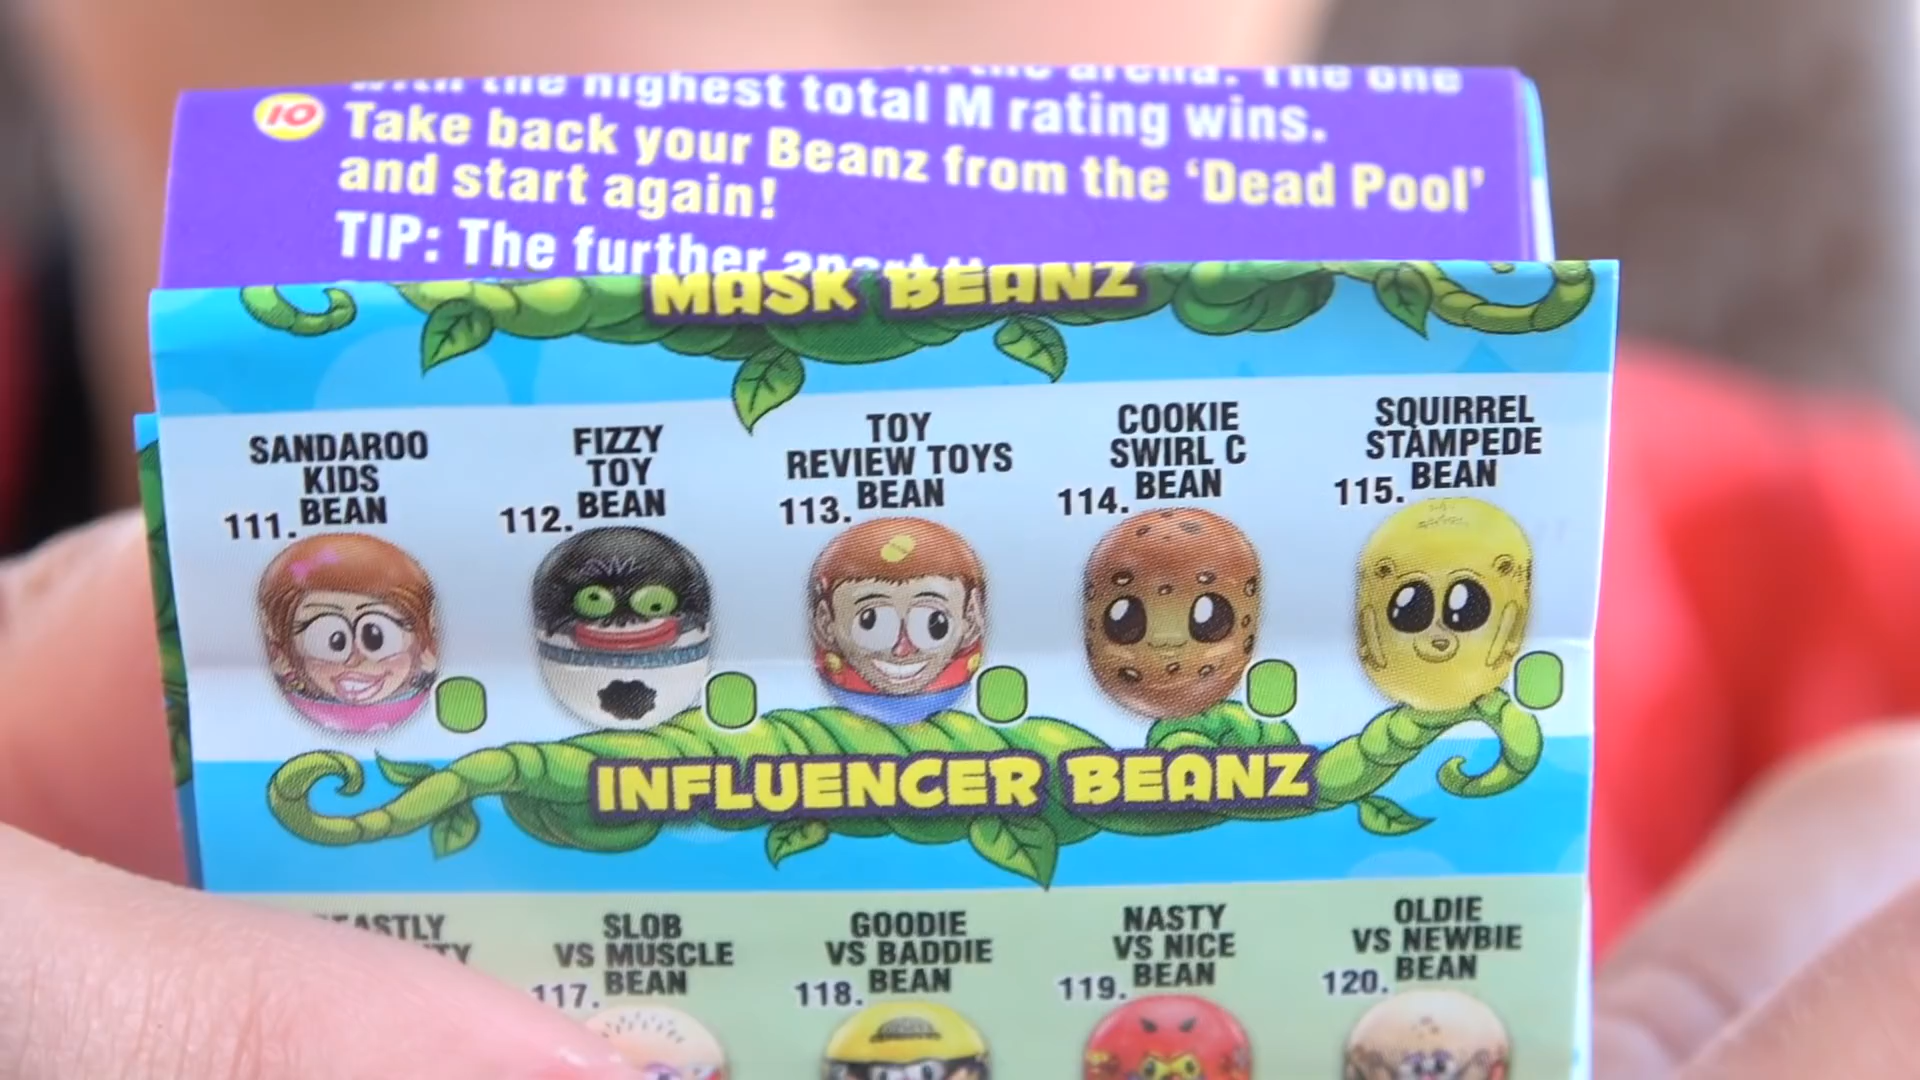 with the highest total M rating wins.
10 Take back your Beanz from the ‘Dead Pool’
and start again!
TIP: The further apart
MASK BEANZ
SANDAROO
KIDS
111. BEAN
FIZZY
TOY
112. BEAN
TOY
REVIEW TOYS
113. BEAN
COOKIE
SWIRL C
114. BEAN
SQUIRREL
STAMPEDE
115. BEAN
INFLUENCER BEANZ
SLOB
VS MUSCLE
117. BEAN
GOODIE
VS BADDIE
118. BEAN
NASTY
VS NICE
119. BEAN
OLDIE
VS NEWBIE
120. BEAN